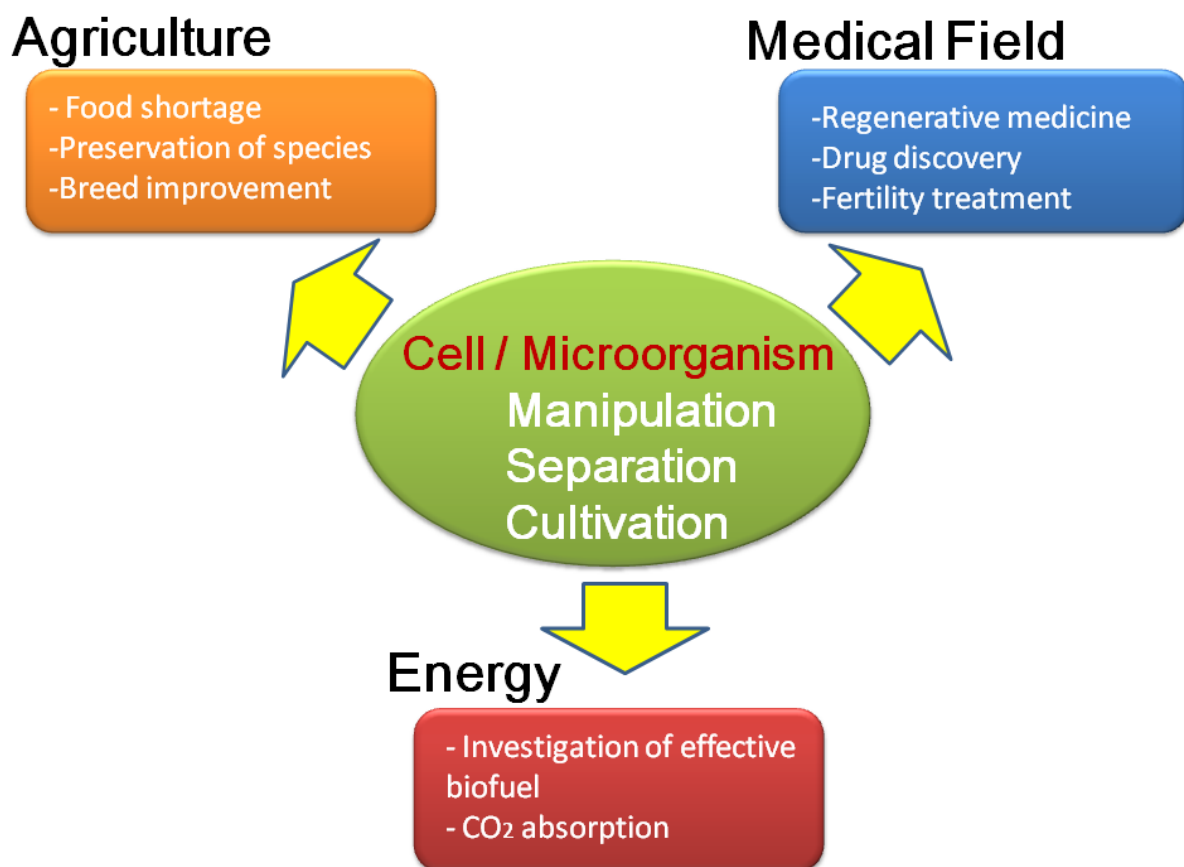 Agriculture
- Food shortage
-Preservation of species
-Breed improvement
Medical Field
-Regenerative medicine
-Drug discovery
-Fertility treatment
Cell / Microorganism
Manipulation
Separation
Cultivation
Energy
- Investigation of effective
biofuel
- CO₂ absorption